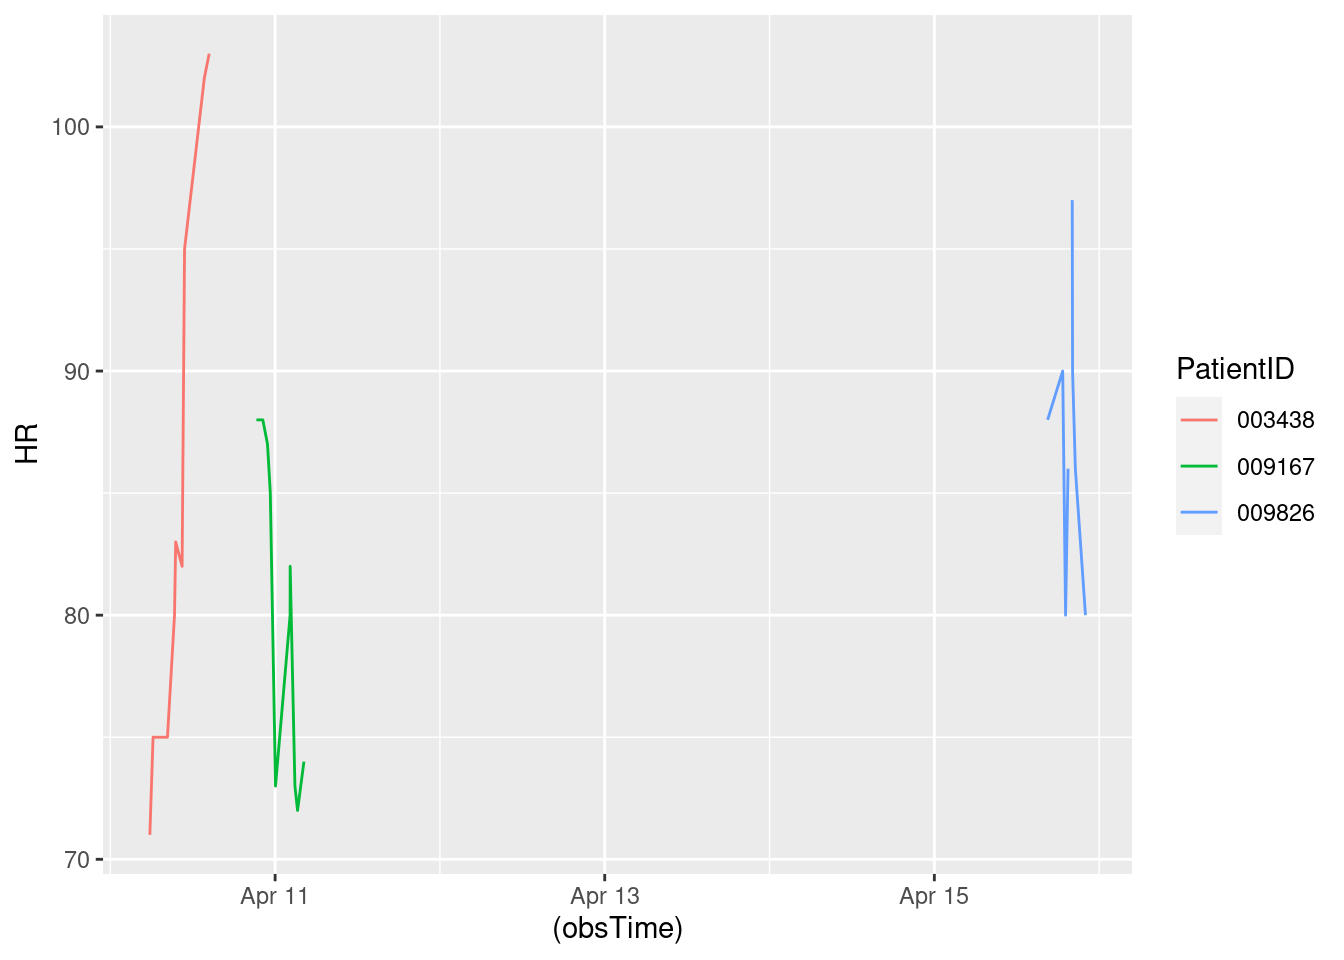 100
90
80
70
HR
Apr 11
Apr 13
Apr 15
(obsTime)
PatientID
003438
009167
009826